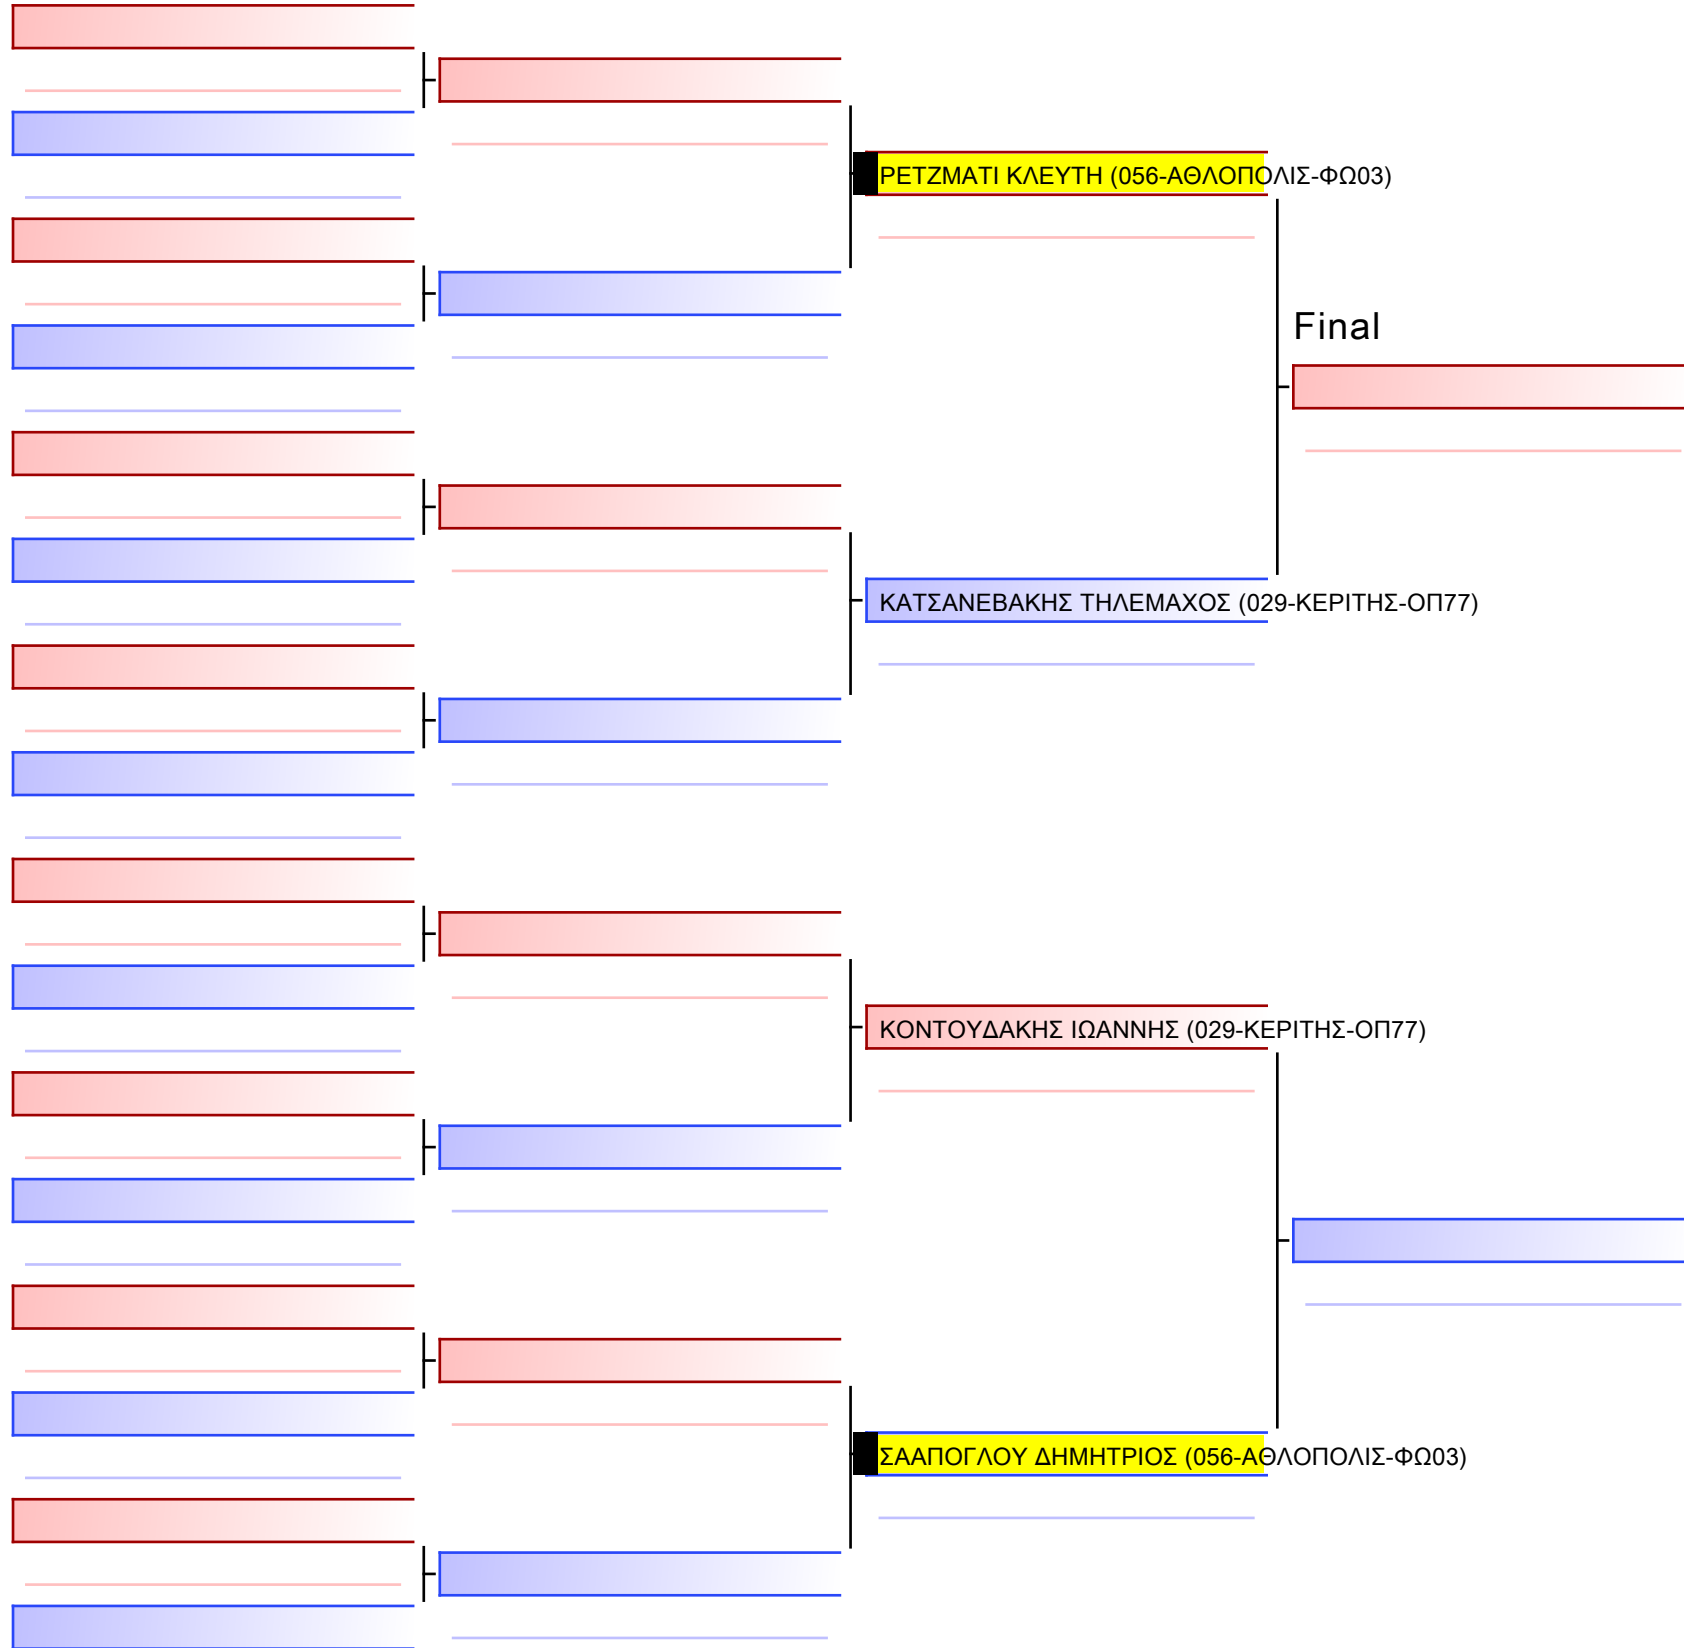 ΡΕΤΖΜΑΤΙ ΚΛΕΥΤΗ (056-ΑΘΛΟΠΟΛΙΣ-ΦΩ03)
Final
ΚΑΤΣΑΝΕΒΑΚΗΣ ΤΗΛΕΜΑΧΟΣ (029-ΚΕΡΙΤΗΣ-ΟΠ77)
ΚΟΝΤΟΥΔΑΚΗΣ ΙΩΑΝΝΗΣ (029-ΚΕΡΙΤΗΣ-ΟΠ77)
ΣΑΑΠΟΓΛΟΥ ΔΗΜΗΤΡΙΟΣ (056-ΑΘΛΟΠΟΛΙΣ-ΦΩ03)